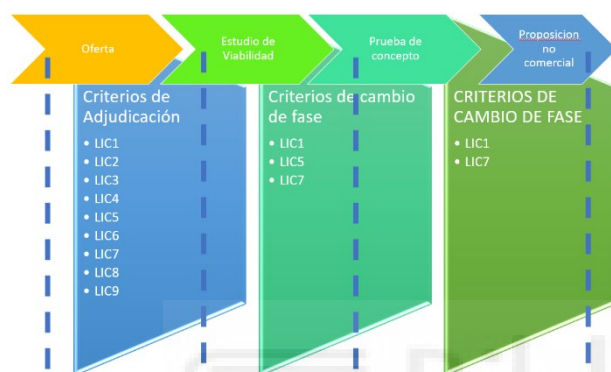 Oferta
Estudio de
Viabilidad
Prueba de
concepto
Proposicion
no
comercial
Criterios de
Adjudicación
• LIC1
• LIC2
• LIC3
• LIC4
• LIC5
• LIC6
• LIC7
• LIC8
• LIC9
Criterios de cambio
de fase
• LIC1
• LIC5
• LIC7
CRITERIOS DE
CAMBIO DE FASE
• LIC1
• LIC7